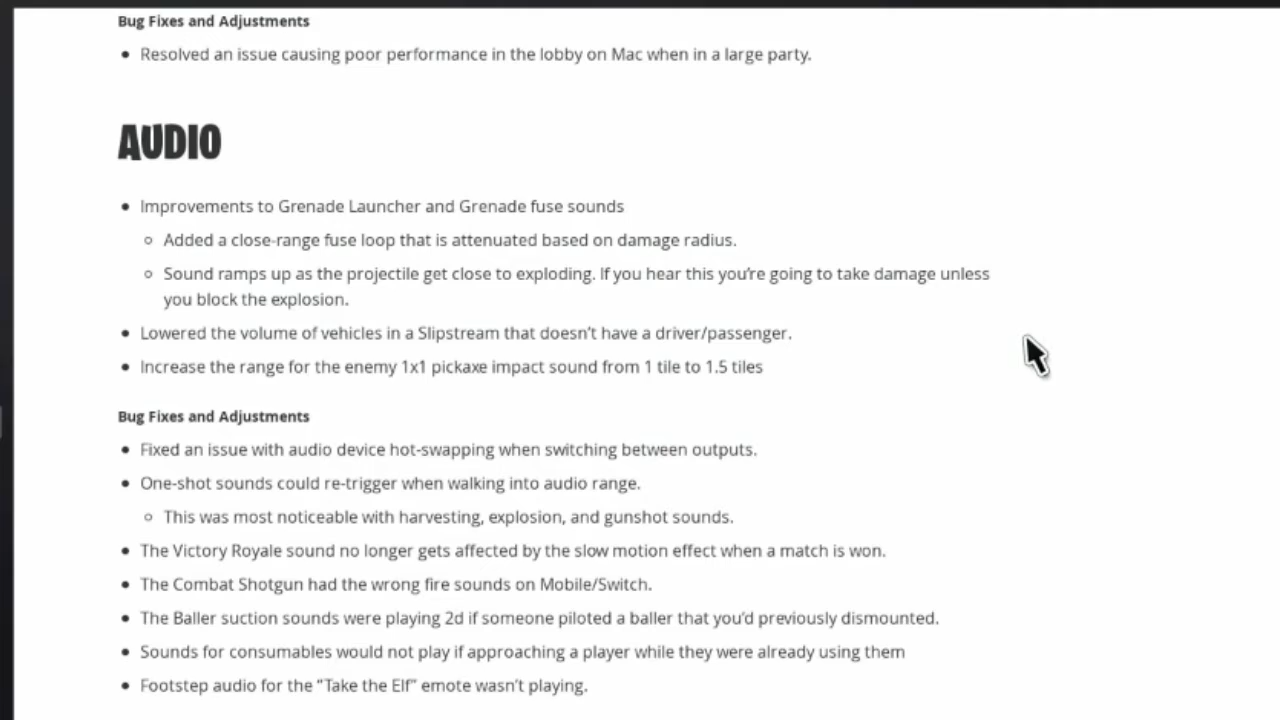 Bug Fixes and Adjustments
• Resolved an issue causing poor performance in the lobby on Mac when in a large party.
AUDIO
• Improvements to Grenade Launcher and Grenade fuse sounds
◦ Added a close-range fuse loop that is attenuated based on damage radius.
◦ Sound ramps up as the projectile get close to exploding. If you hear this you’re going to take damage unless
you block the explosion.
• Lowered the volume of vehicles in a Slipstream that doesn’t have a driver/passenger.
• Increase the range for the enemy 1x1 pickaxe impact sound from 1 tile to 1.5 tiles
Bug Fixes and Adjustments
• Fixed an issue with audio device hot-swapping when switching between outputs.
• One-shot sounds could re-trigger when walking into audio range.
◦ This was most noticeable with harvesting, explosion, and gunshot sounds.
• The Victory Royale sound no longer gets affected by the slow motion effect when a match is won.
• The Combat Shotgun had the wrong fire sounds on Mobile/Switch.
• The Baller suction sounds were playing 2d if someone piloted a baller that you’d previously dismounted.
• Sounds for consumables would not play if approaching a player while they were already using them
• Footstep audio for the “Take the Elf” emote wasn’t playing.